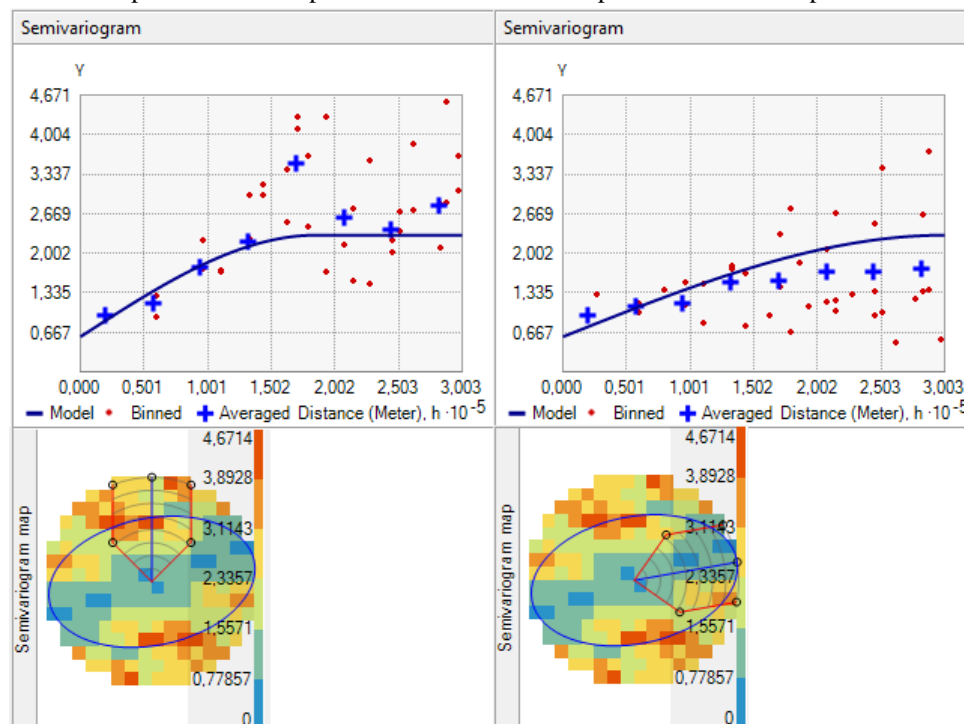 Semivariogram
Y
4,671
4,004
3,337
2,669
2,002
1,335
0,667
0,000 0,501 1,001 1,502 2,002 2,503 3,003
Model Binned Averaged Distance (Meter), h ·10⁻⁵
Semivariogram
Y
4,671
4,004
3,337
2,669
2,002
1,335
0,667
0,000 0,501 1,001 1,502 2,002 2,503 3,003
Model Binned Averaged Distance (Meter), h ·10⁻⁵
Semivariogram map
4,6714
3,8928
3,1143
2,3357
1,5571
0,77857
0
Semivariogram map
4,6714
3,8928
3,1143
2,3357
1,5571
0,77857
0